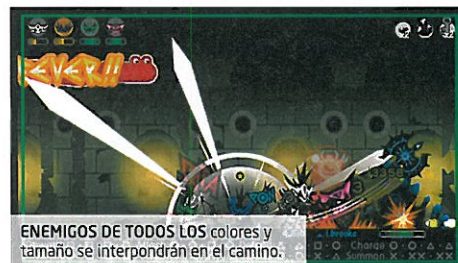 FEVER!!
ENEMIGOS DE TODOS LOS colores y
tamaño se interpondrán en el camino.
Charge
Summon